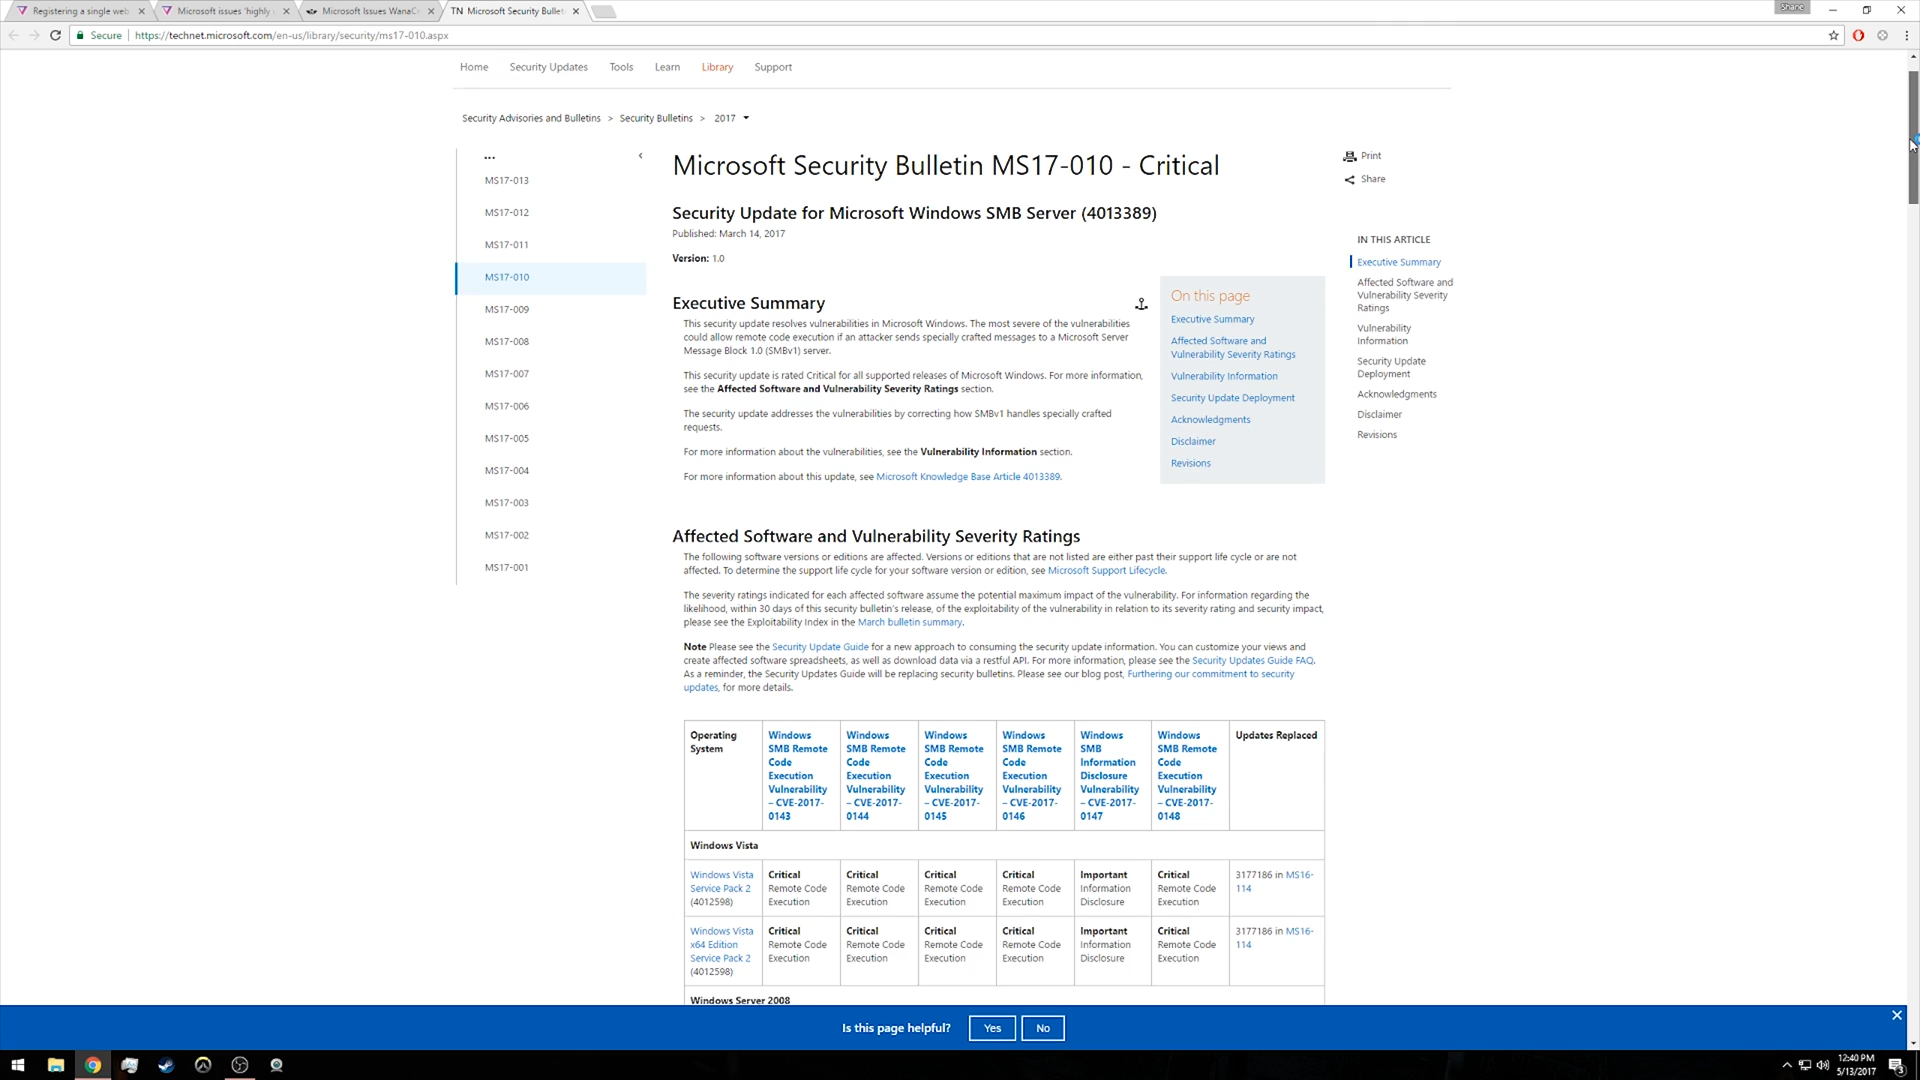 Registering a single web
Microsoft issues 'highly
Microsoft Issues WanaC
TN Microsoft Security Bullet
Shane
Secure https://technet.microsoft.com/en-us/library/security/ms17-010.aspx
Home Security Updates Tools Learn Library Support
Security Advisories and Bulletins > Security Bulletins > 2017
...
MS17-013
MS17-012
MS17-011
MS17-010
MS17-009
MS17-008
MS17-007
MS17-006
MS17-005
MS17-004
MS17-003
MS17-002
MS17-001
Microsoft Security Bulletin MS17-010 - Critical
Security Update for Microsoft Windows SMB Server (4013389)
Published: March 14, 2017
Version: 1.0
Executive Summary
This security update resolves vulnerabilities in Microsoft Windows. The most severe of the vulnerabilities
could allow remote code execution if an attacker sends specially crafted messages to a Microsoft Server
Message Block 1.0 (SMBv1) server.
This security update is rated Critical for all supported releases of Microsoft Windows. For more information,
see the Affected Software and Vulnerability Severity Ratings section.
The security update addresses the vulnerabilities by correcting how SMBv1 handles specially crafted
requests.
For more information about the vulnerabilities, see the Vulnerability Information section.
For more information about this update, see Microsoft Knowledge Base Article 4013389.
On this page
Executive Summary
Affected Software and
Vulnerability Severity Ratings
Vulnerability Information
Security Update Deployment
Acknowledgments
Disclaimer
Revisions
Print
Share
IN THIS ARTICLE
Executive Summary
Affected Software and
Vulnerability Severity
Ratings
Vulnerability
Information
Security Update
Deployment
Acknowledgments
Disclaimer
Revisions
Affected Software and Vulnerability Severity Ratings
The following software versions or editions are affected. Versions or editions that are not listed are either past their support life cycle or are not
affected. To determine the support life cycle for your software version or edition, see Microsoft Support Lifecycle.
The severity ratings indicated for each affected software assume the potential maximum impact of the vulnerability. For information regarding the
likelihood, within 30 days of this security bulletin's release, of the exploitability of the vulnerability in relation to its severity rating and security impact,
please see the Exploitability Index in the March bulletin summary.
Note Please see the Security Update Guide for a new approach to consuming the security update information. You can customize your views and
create affected software spreadsheets, as well as download data via a restful API. For more information, please see the Security Updates Guide FAQ.
As a reminder, the Security Updates Guide will be replacing security bulletins. Please see our blog post, Furthering our commitment to security
updates, for more details.
Operating
System
Windows
SMB Remote
Code
Execution
Vulnerability
– CVE-2017-
0143
Windows
SMB Remote
Code
Execution
Vulnerability
– CVE-2017-
0144
Windows
SMB Remote
Code
Execution
Vulnerability
– CVE-2017-
0145
Windows
SMB Remote
Code
Execution
Vulnerability
– CVE-2017-
0146
Windows
SMB
Information
Disclosure
Vulnerability
– CVE-2017-
0147
Windows
SMB Remote
Code
Execution
Vulnerability
– CVE-2017-
0148
Updates Replaced
Windows Vista
Windows Vista
Service Pack 2
(4012598)
Critical
Remote Code
Execution
Critical
Remote Code
Execution
Critical
Remote Code
Execution
Critical
Remote Code
Execution
Important
Information
Disclosure
Critical
Remote Code
Execution
3177186 in MS16-
114
Windows Vista
x64 Edition
Service Pack 2
(4012598)
Critical
Remote Code
Execution
Critical
Remote Code
Execution
Critical
Remote Code
Execution
Critical
Remote Code
Execution
Important
Information
Disclosure
Critical
Remote Code
Execution
3177186 in MS16-
114
Windows Server 2008
Is this page helpful? Yes No
12:40 PM
5/13/2017
3